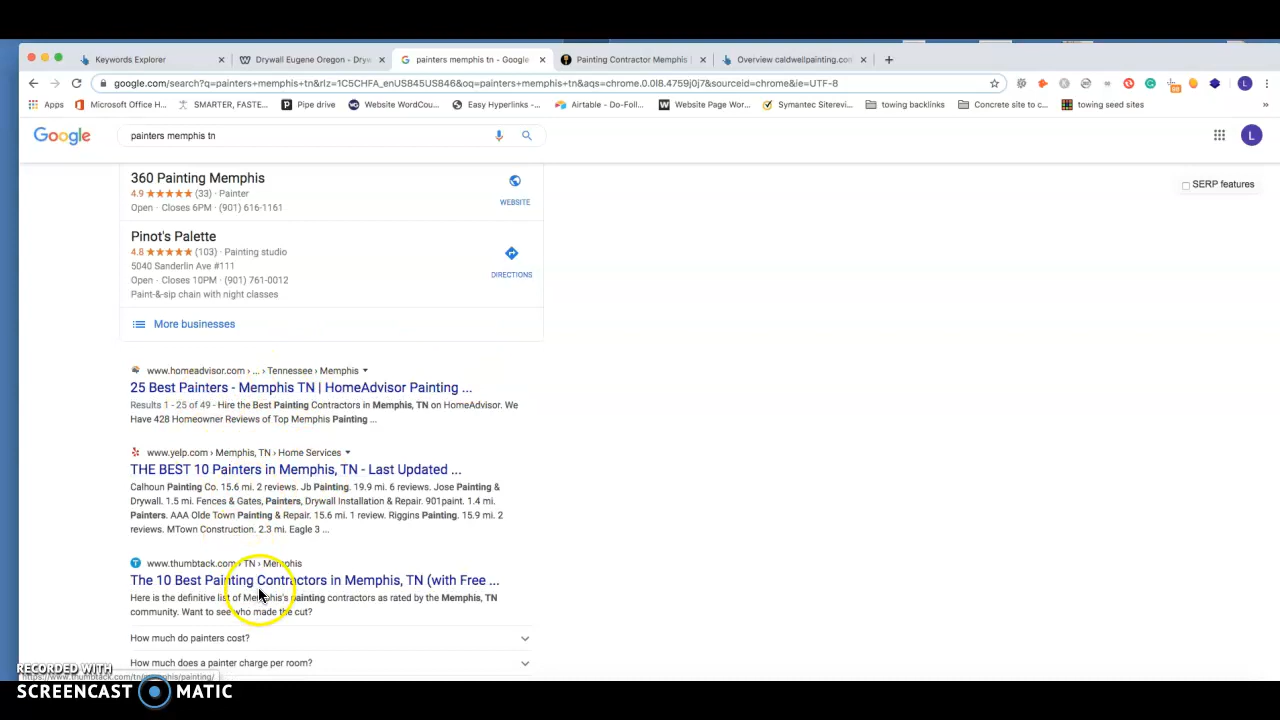 Keywords Explorer
Drywall Eugene Oregon - Dryw
painters memphis tn - Google
Painting Contractor Memphis
Overview caldwellpainting.com
google.com/search?q=painters+memphis+tn&rlz=1C5CHFA_enUS845US846&oq=painters+memphis+tn&aqs=chrome.0.0l8.4759j0j7&sourceid=chrome&ie=UTF-8
Apps
Microsoft Office H...
SMARTER, FASTE...
Pipe drive
Website WordCou...
Easy Hyperlinks -...
Airtable - Do-Foll...
Website Page Wor...
Symantec Siterevi...
towing backlinks
Concrete site to c...
towing seed sites
»
Google
painters memphis tn
L
SERP features
360 Painting Memphis
4.9 ★★★★★ (33) · Painter
Open · Closes 6PM · (901) 616-1161
WEBSITE
Pinot's Palette
4.8 ★★★★★ (103) · Painting studio
5040 Sanderlin Ave #111
Open · Closes 10PM · (901) 761-0012
Paint-&-sip chain with night classes
DIRECTIONS
More businesses
www.homeadvisor.com › ... › Tennessee › Memphis
25 Best Painters - Memphis TN | HomeAdvisor Painting ...
Results 1 - 25 of 49 - Hire the Best Painting Contractors in Memphis, TN on HomeAdvisor. We
Have 428 Homeowner Reviews of Top Memphis Painting ...
www.yelp.com › Memphis, TN › Home Services
THE BEST 10 Painters in Memphis, TN - Last Updated ...
Calhoun Painting Co. 15.6 mi. 2 reviews. Jb Painting. 19.9 mi. 6 reviews. Jose Painting &
Drywall. 1.5 mi. Fences & Gates, Painters, Drywall Installation & Repair. 901paint. 1.4 mi.
Painters. AAA Olde Town Painting & Repair. 15.6 mi. 1 review. Riggins Painting. 15.9 mi. 2
reviews. MTown Construction. 2.3 mi. Eagle 3 ...
www.thumbtack.com › TN › Memphis
The 10 Best Painting Contractors in Memphis, TN (with Free ...
Here is the definitive list of Memphis's painting contractors as rated by the Memphis, TN
community. Want to see who made the cut?
How much do painters cost?
How much does a painter charge per room?
https://www.thumbtack.com/tn/memphis/painting/
RECORDED WITH
SCREENCAST MATIC